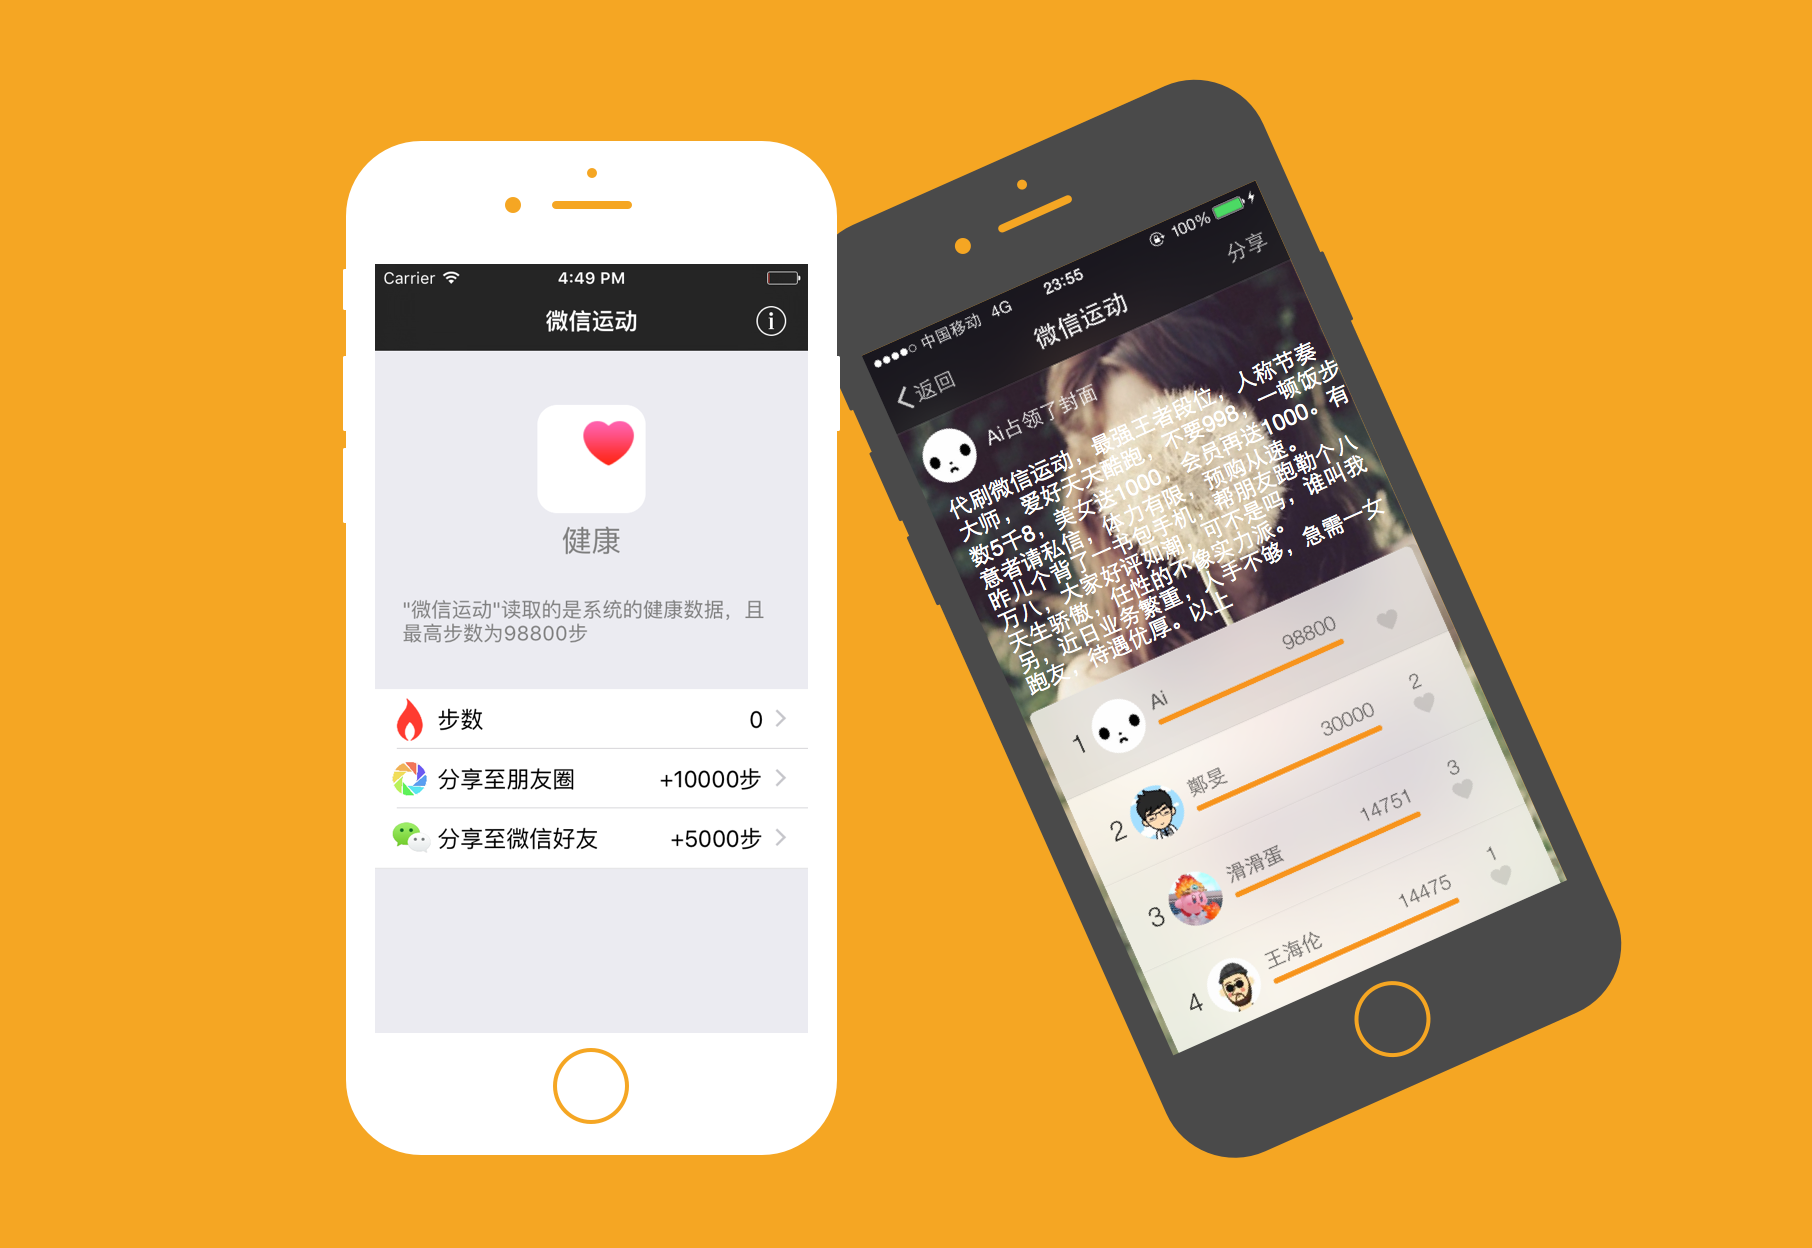 Carrier
4:49 PM
微信运动
健康
"微信运动"读取的是系统的健康数据，且
最高步数为98800步
步数
0
分享至朋友圈
+10000步
分享至微信好友
+5000步
中国移动 4G
23:55
100%
返回
微信运动
分享
Ai占领了封面
代刷微信运动，最强王者段位，人称节奏
大师，爱好天天酷跑，不要998，一顿饭步
数5千8，美女送1000，会员再送1000。有
意者请私信，体力有限，预购从速。
昨儿个背了一书包手机，帮朋友跑勒个八
万八，大家好评如潮，可不是吗，谁叫我
天生骄傲，任性的不像实力派。
另，近日业务繁重，人手不够，急需一女
跑友，待遇优厚。以上
1
Ai
98800
2
鄭旻
30000
2
3
滑滑蛋
14751
3
4
王海伦
14475
1